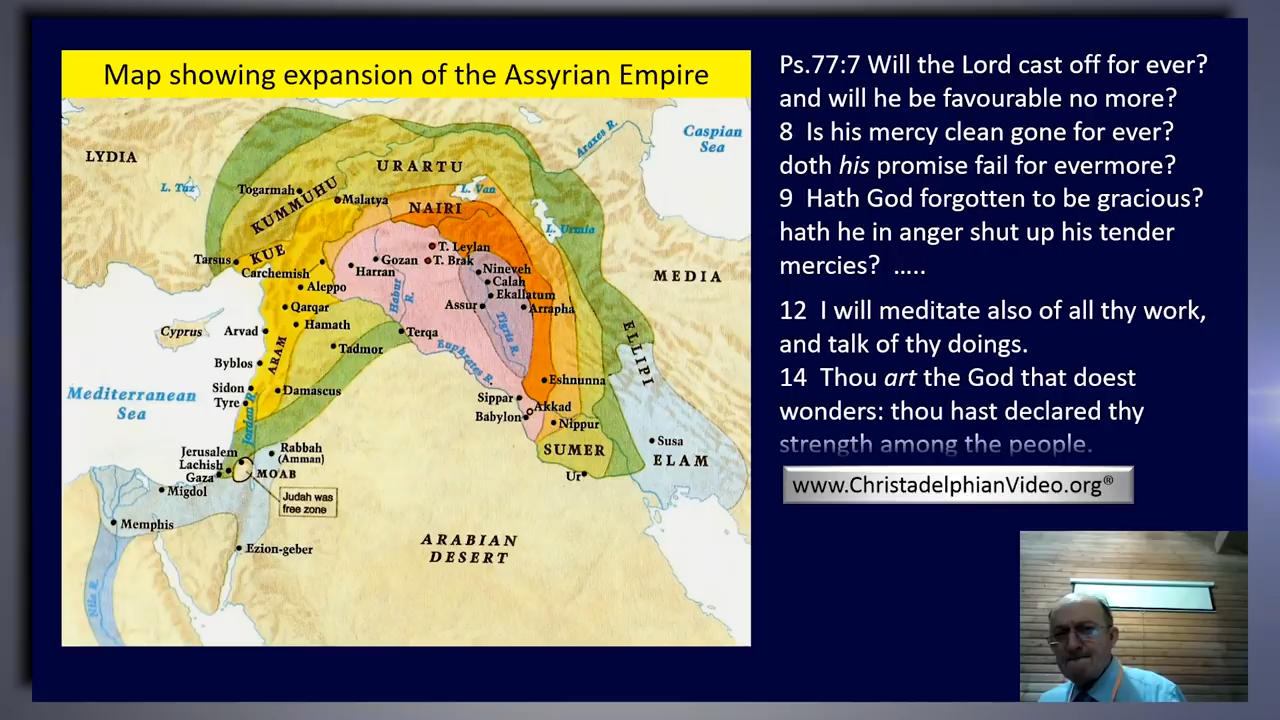 Map showing expansion of the Assyrian Empire
Caspian
Sea
Araxes R.
LYDIA
URARTU
L. Tuz
L. Van
Togarmah
KUMMUHU
Malatya
NAIRI
L. Urmia
T. Leylan
Tarsus
KUE
Gozan
T. Brak
Carchemish
Harran
Nineveh
MEDIA
Calah
Aleppo
Habur
R.
Ekallatum
Qarqar
Assur
Arrapha
Tigris R.
Cyprus
Arvad
Hamath
Terqa
ELLIPI
ARAM
Tadmor
Euphrates R.
Byblos
Mediterranean
Sea
Sidon
Damascus
Eshnunna
Tyre
Jordan R.
Sippar
Akkad
Babylon
Nippur
Susa
Jerusalem
Rabbah
(Amman)
SUMER
ELAM
Lachish
Gaza
MOAB
Ur
Migdol
Judah was
free zone
Memphis
ARABIAN
DESERT
Ezion-geber
Nile R.
Ps.77:7 Will the Lord cast off for ever?
and will he be favourable no more?
8 Is his mercy clean gone for ever?
doth his promise fail for evermore?
9 Hath God forgotten to be gracious?
hath he in anger shut up his tender
mercies? .....
12 I will meditate also of all thy work,
and talk of thy doings.
14 Thou art the God that doest
wonders: thou hast declared thy
strength among the people.
www.ChristadelphianVideo.org®